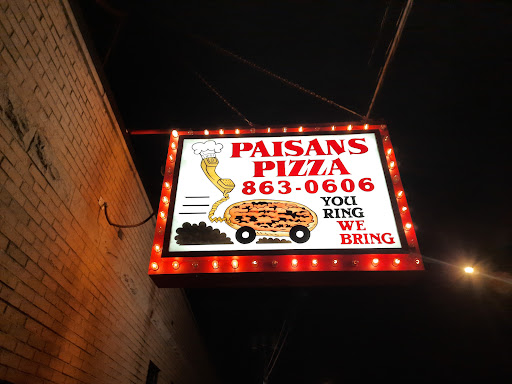 PAISANS
PIZZA
863-0606
YOU
RING
WE
BRING